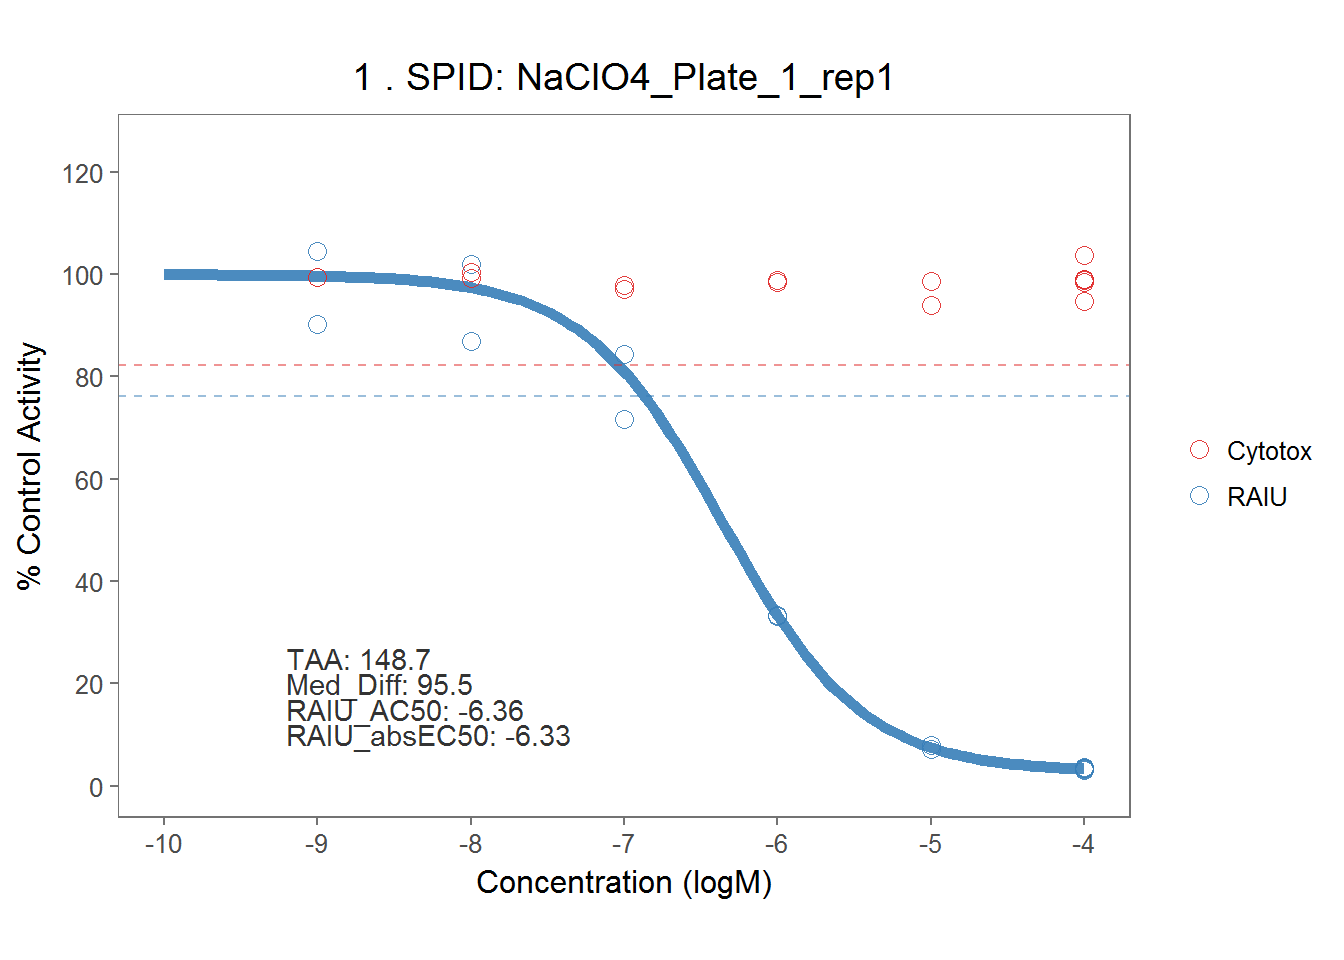 1 . SPID: NaClO4_Plate_1_rep1
% Control Activity
120
100
80
60
40
20
0
TAA: 148.7
Med_Diff: 95.5
RAIU_AC50: -6.36
RAIU_absEC50: -6.33
-10 -9 -8 -7 -6 -5 -4
Concentration (logM)
Cytotox
RAIU